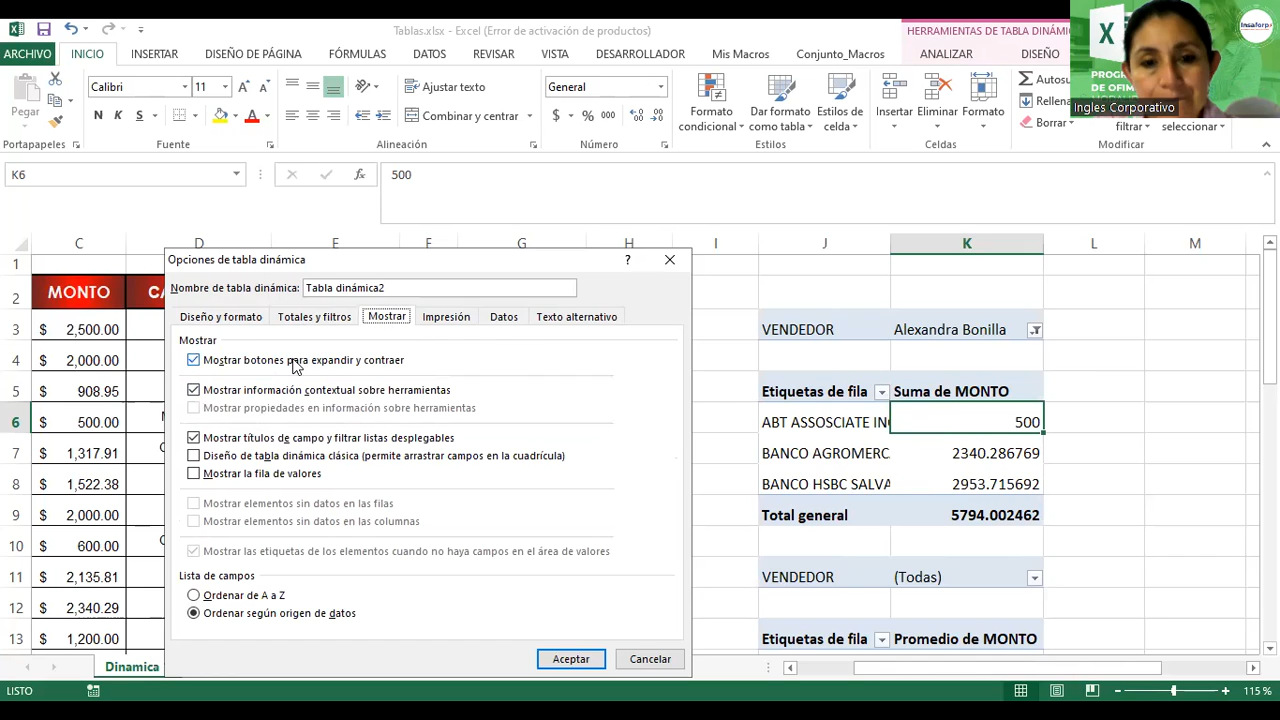 Tablas.xlsx - Excel (Error de activación de productos)
HERRAMIENTAS DE TABLA DINÁMI
Insaforp
X
PROGR
DE OFIM
Ingles Corporativo
ARCHIVO INICIO INSERTAR DISEÑO DE PÁGINA FÓRMULAS DATOS REVISAR VISTA DESARROLLADOR Mis Macros Conjunto_Macros ANALIZAR DISEÑO
Pegar
Calibri 11
N K S A A A
Ajustar texto
Combinar y centrar
General
$ % 000
Formato condicional
Dar formato como tabla
Estilos de celda
Insertar Eliminar Formato
Autosu
Rellena
Borrar
filtrar seleccionar
Portapapeles Fuente Alineación Número Estilos Celdas Modificar
K6 fx 500
C D E F G H I J K L M
1
2 MONTO CA
3 $ 2,500.00 VENDEDOR Alexandra Bonilla
4 $ 2,000.00
5 $ 908.95 Etiquetas de fila Suma de MONTO
6 $ 500.00 ABT ASSOSCIATE INC 500
7 $ 1,317.91 BANCO AGROMERCA 2340.286769
8 $ 1,522.38 BANCO HSBC SALVA 2953.715692
9 $ 2,000.00 Total general 5794.002462
10 $ 600.00
11 $ 2,135.81 VENDEDOR (Todas)
12 $ 2,340.29
13 $ 1,200.00 Etiquetas de fila Promedio de MONTO
Opciones de tabla dinámica ?
Nombre de tabla dinámica: Tabla dinámica2
Diseño y formato Totales y filtros Mostrar Impresión Datos Texto alternativo
Mostrar
Mostrar botones para expandir y contraer
Mostrar información contextual sobre herramientas
Mostrar propiedades en información sobre herramientas
Mostrar títulos de campo y filtrar listas desplegables
Diseño de tabla dinámica clásica (permite arrastrar campos en la cuadrícula)
Mostrar la fila de valores
Mostrar elementos sin datos en las filas
Mostrar elementos sin datos en las columnas
Mostrar las etiquetas de los elementos cuando no haya campos en el área de valores
Lista de campos
Ordenar de A a Z
Ordenar según origen de datos
Aceptar Cancelar
Dinamica
LISTO 115 %